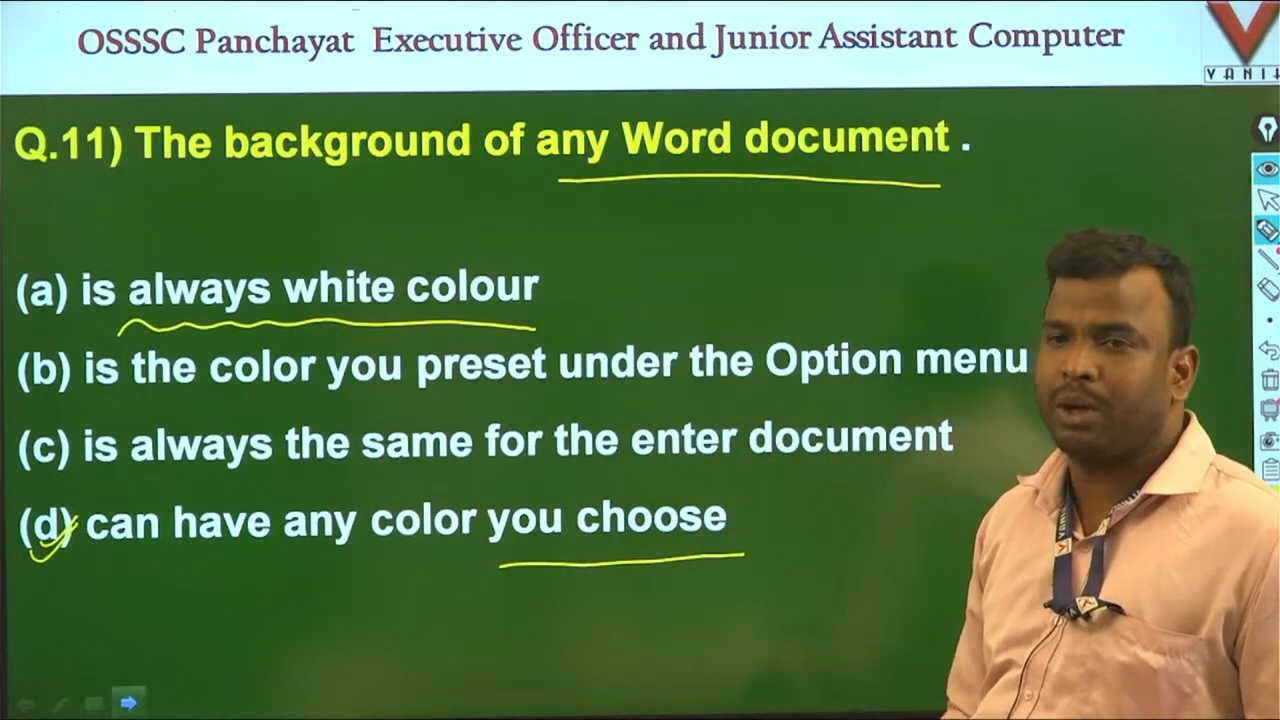 OSSSC Panchayat Executive Officer and Junior Assistant Computer
Q.11) The background of any Word document .
(a) is always white colour
(b) is the color you preset under the Option menu
(c) is always the same for the enter document
(d) can have any color you choose